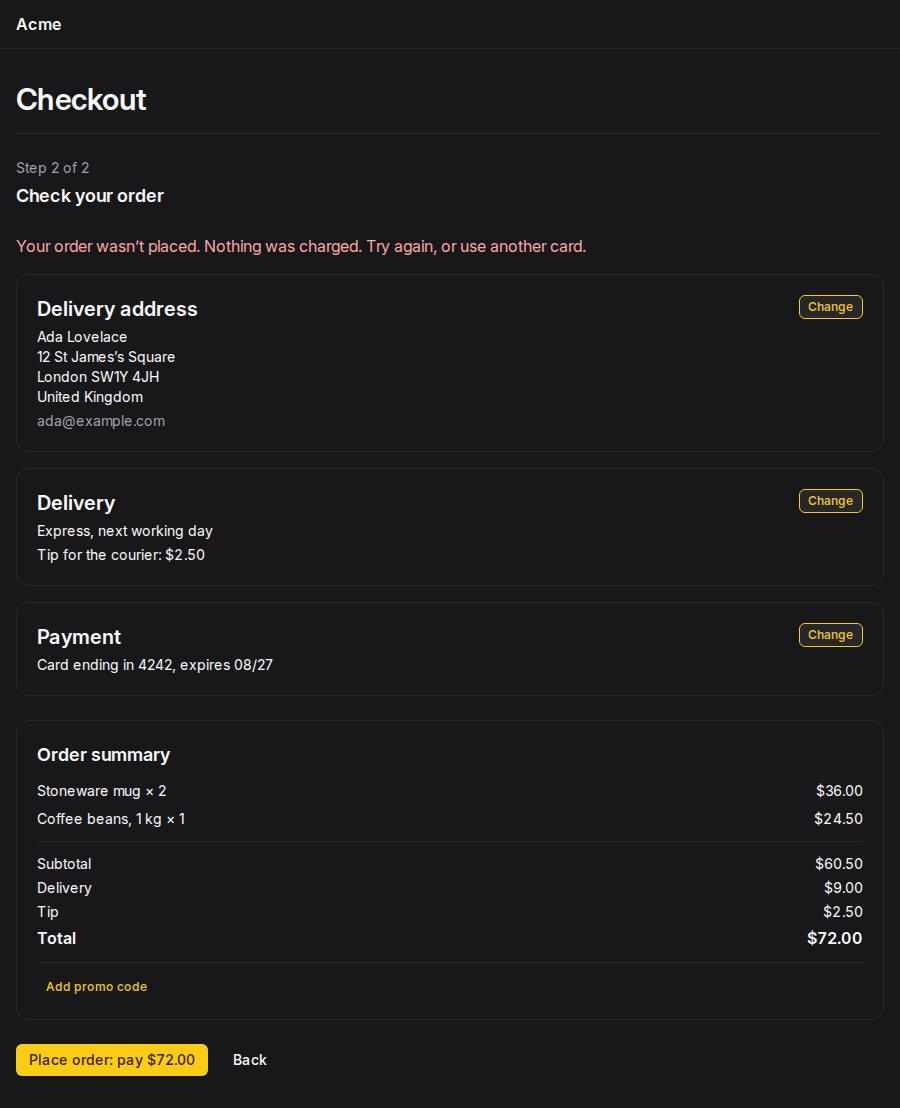 Acme
Checkout
Step 2 of 2
Check your order
Your order wasn’t placed. Nothing was charged. Try again, or use another card.
Delivery address
Change
Ada Lovelace
12 St James’s Square
London SW1Y 4JH
United Kingdom
ada@example.com
Delivery
Change
Express, next working day
Tip for the courier: $2.50
Payment
Change
Card ending in 4242, expires 08/27
Order summary
Stoneware mug × 2 $36.00
Coffee beans, 1 kg × 1 $24.50
Subtotal $60.50
Delivery $9.00
Tip $2.50
Total $72.00
Add promo code
Place order: pay $72.00 Back